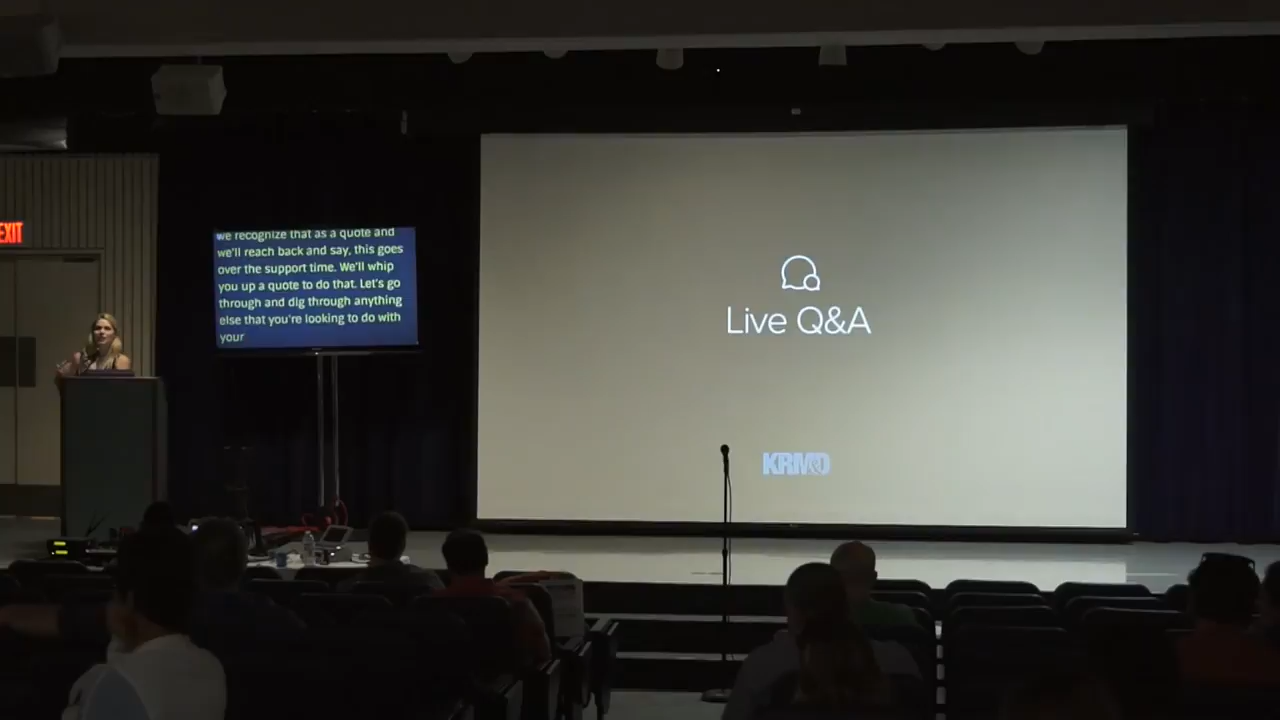 EXIT
we recognize that as a quote and
we'll reach back and say, this goes
over the support time. We'll whip
you up a quote to do that. Let's go
through and dig through anything
else that you're looking to do with
your
Live Q&A
KRM&D